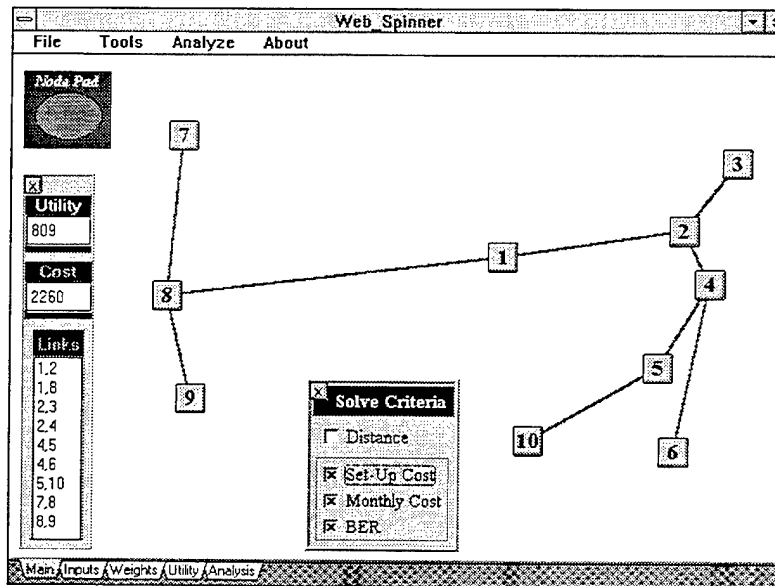 Web_Spinner
File Tools Analyze About
Node Pad
7
3
2
1
4
8
5
9
10
6
X
Utility
809
Cost
2260
Links
1,2
1,8
2,3
2,4
4,5
4,6
5,10
7,8
8,9
X
Solve Criteria
Distance
Set-Up Cost
Monthly Cost
BER
Main Inputs Weights Utility Analysis